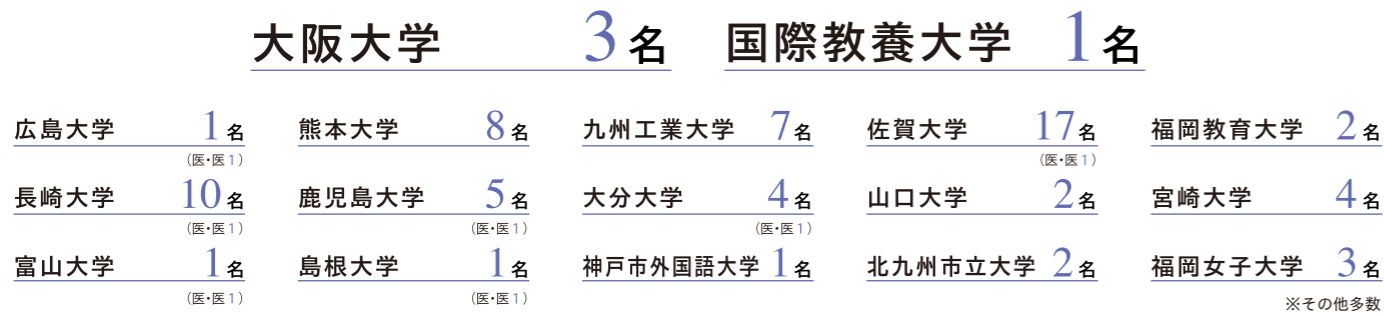 大阪大学 3名 国際教養大学 1名
広島大学 1名 熊本大学 8名 九州工業大学 7名 佐賀大学 17名 福岡教育大学 2名
(医・医1) (医・医1)
長崎大学 10名 鹿児島大学 5名 大分大学 4名 山口大学 2名 宮崎大学 4名
(医・医1) (医・医1) (医・医1)
富山大学 1名 島根大学 1名 神戸市外国語大学 1名 北九州市立大学 2名 福岡女子大学 3名
(医・医1) (医・医1) ※その他多数